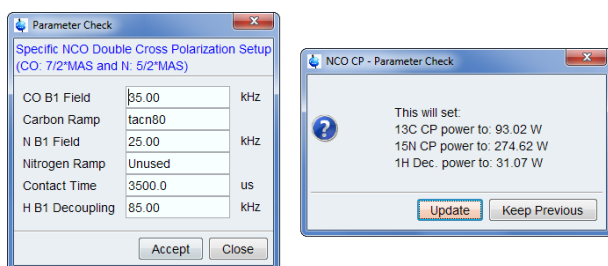 Parameter Check
Specific NCO Double Cross Polarization Setup
(CO: 7/2*MAS and N: 5/2*MAS)
CO B1 Field 35.00 kHz
Carbon Ramp tacn80
N B1 Field 25.00 kHz
Nitrogen Ramp Unused
Contact Time 3500.0 us
H B1 Decoupling 85.00 kHz
Accept Close
NCO CP - Parameter Check
This will set:
13C CP power to: 93.02 W
15N CP power to: 274.62 W
1H Dec. power to: 31.07 W
Update Keep Previous